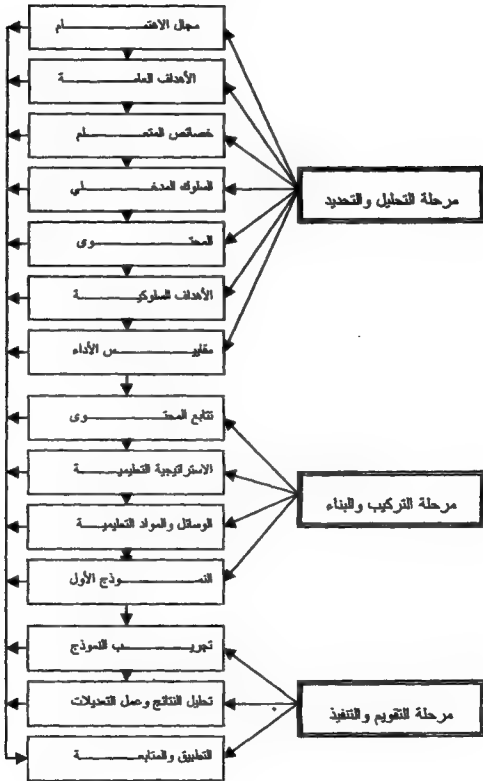 مجال الاهتمام
الأهداف العامة
خصائص المتعلم
السلوك المدخلي
المحتوى
الأهداف السلوكية
مقاييس الأداء
مرحلة التحليل والتحديد
تتابع المحتوى
الاستراتيجية التعليمية
الوسائل والمواد التعليمية
النموذج الأول
مرحلة التركيب والبناء
تجريب النموذج
تحليل النتائج وعمل التعديلات
التطبيق والمتابعة
مرحلة التقويم والتنفيذ